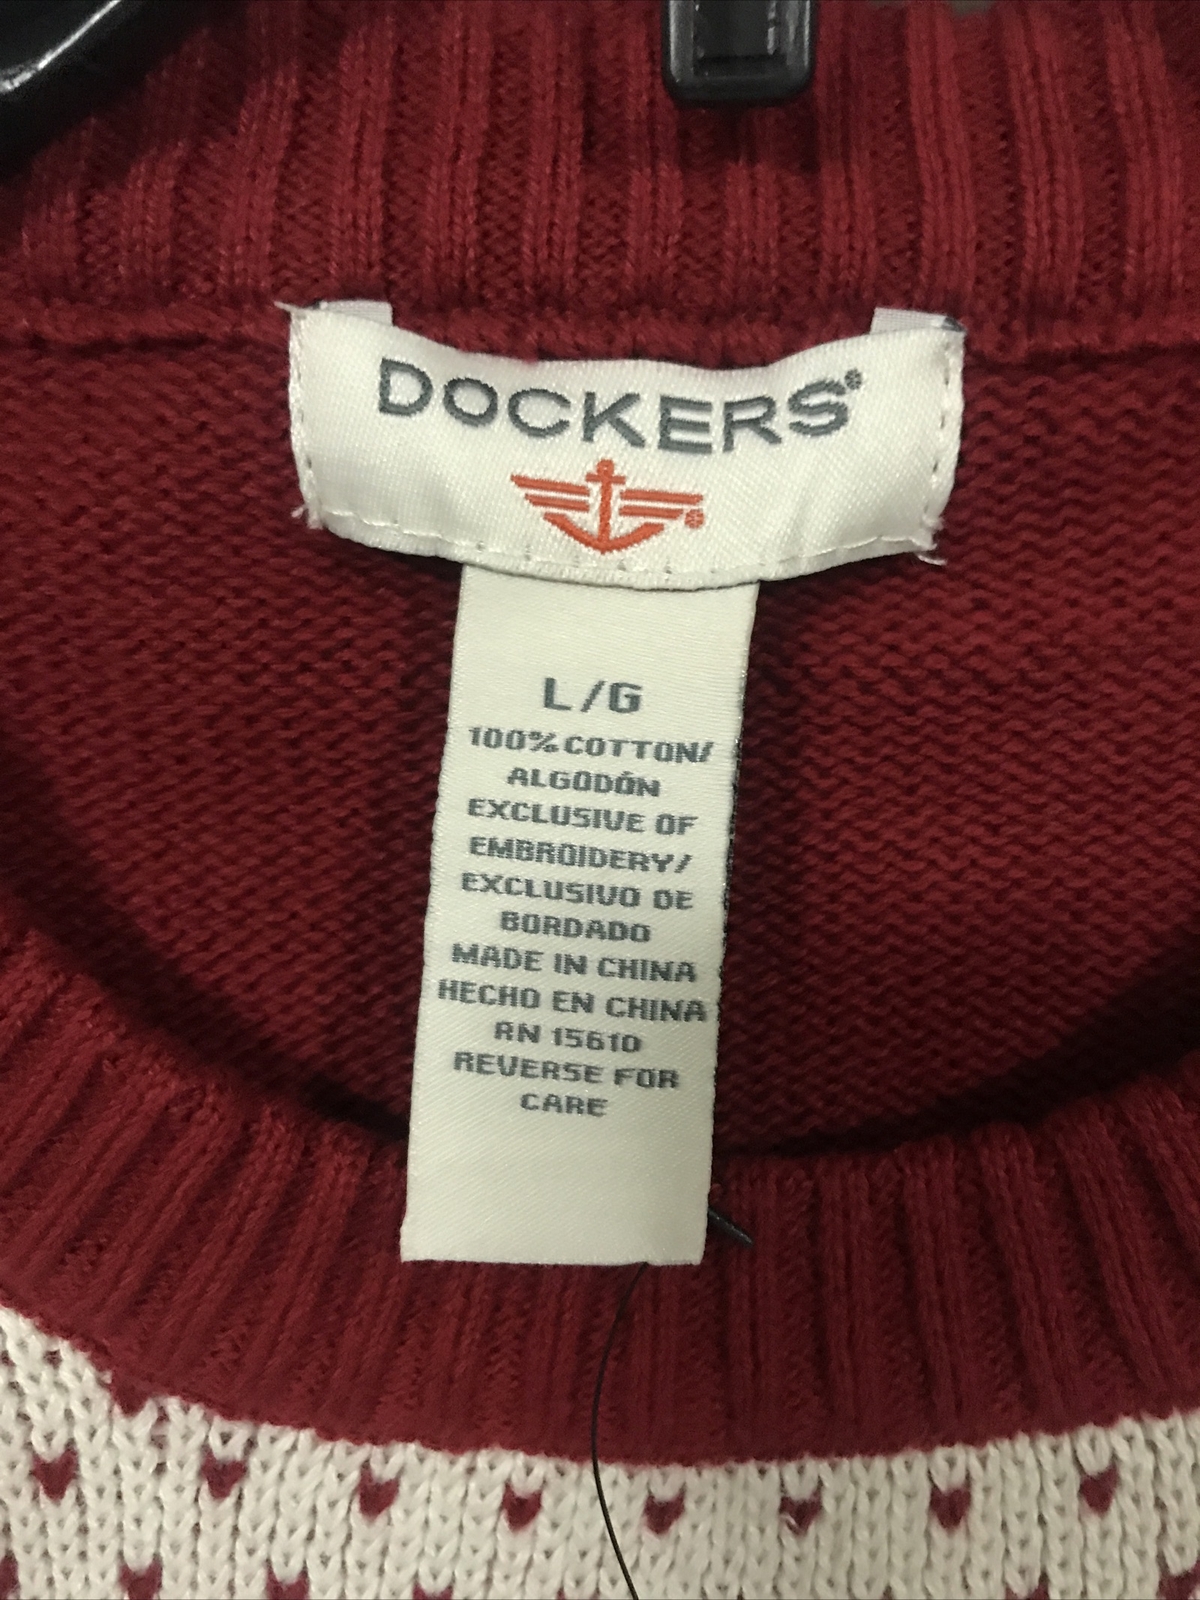 DOCKERS®
L/G
100% COTTON/
ALGODÓN
EXCLUSIVE OF
EMBROIDERY/
EXCLUSIVO DE
BORDADO
MADE IN CHINA
HECHO EN CHINA
RN 15610
REVERSE FOR
CARE